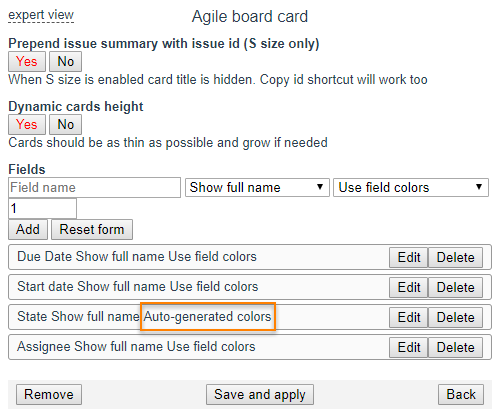 expert view
Agile board card
Prepend issue summary with issue id (S size only)
Yes No
When S size is enabled card title is hidden. Copy id shortcut will work too
Dynamic cards height
Yes No
Cards should be as thin as possible and grow if needed
Fields
Field name Show full name Use field colors
1
Add Reset form
Due Date Show full name Use field colors Edit Delete
Start date Show full name Use field colors Edit Delete
State Show full name Auto-generated colors Edit Delete
Assignee Show full name Use field colors Edit Delete
Remove Save and apply Back